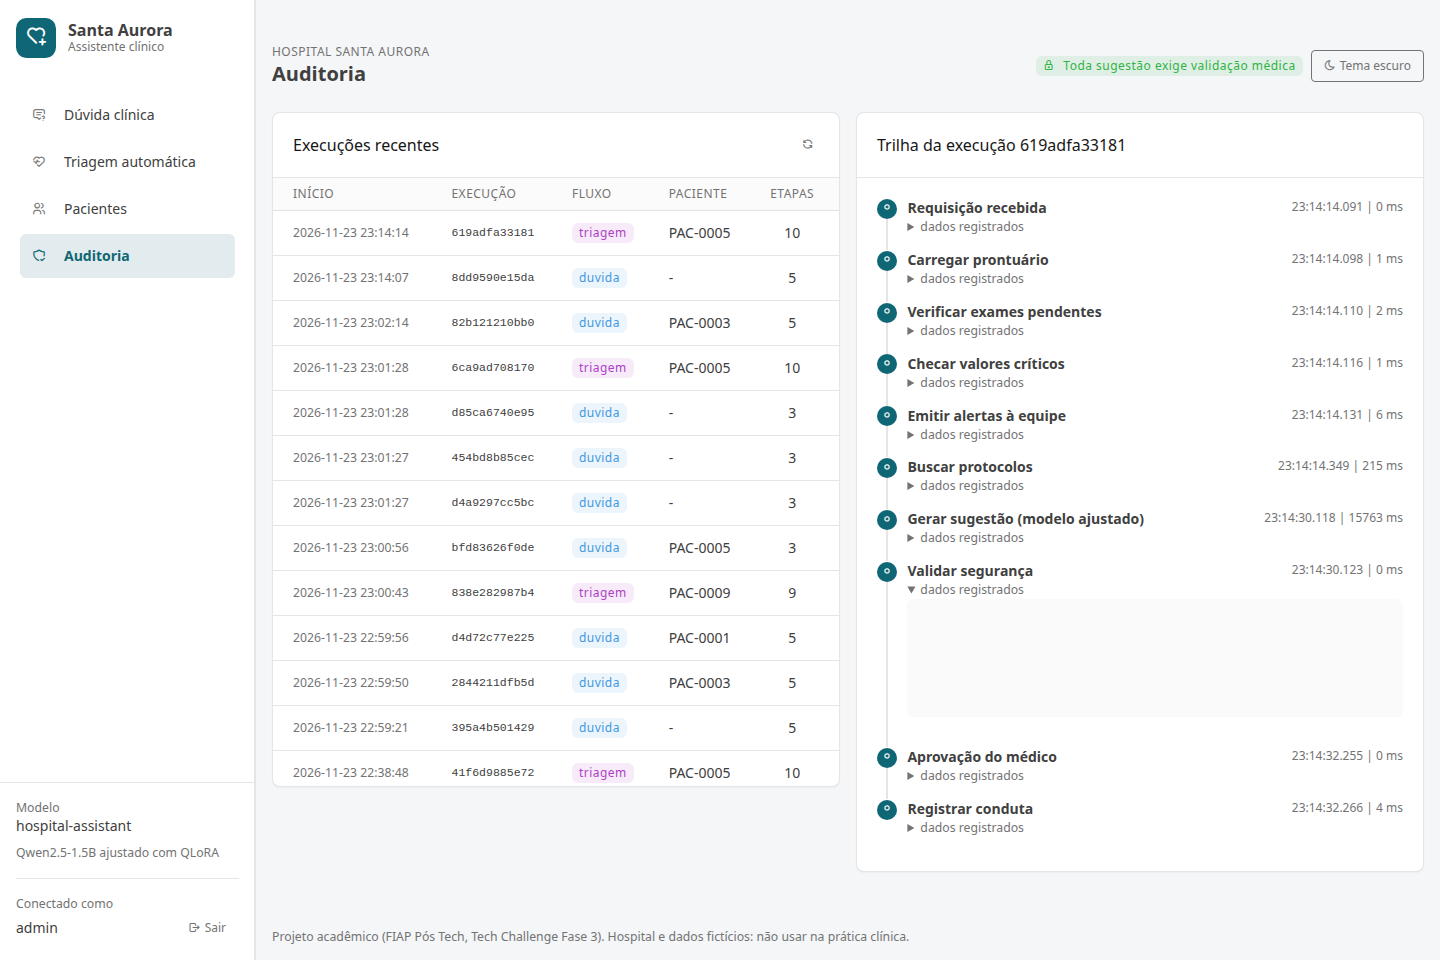 Santa Aurora
Assistente clínico
Dúvida clínica
Triagem automática
Pacientes
Auditoria
Modelo
hospital-assistant
Qwen2.5-1.5B ajustado com QLoRA
Conectado como
admin
Sair
HOSPITAL SANTA AURORA
Auditoria
Toda sugestão exige validação médica
Tema escuro
Execuções recentes
INÍCIO EXECUÇÃO FLUXO PACIENTE ETAPAS
2026-11-23 23:14:14 619adfa33181 triagem PAC-0005 10
2026-11-23 23:14:07 8dd9590e15da duvida - 5
2026-11-23 23:02:14 82b121210bb0 duvida PAC-0003 5
2026-11-23 23:01:28 6ca9ad708170 triagem PAC-0005 10
2026-11-23 23:01:28 d85ca6740e95 duvida - 3
2026-11-23 23:01:27 454bd8b85cec duvida - 3
2026-11-23 23:01:27 d4a9297cc5bc duvida - 3
2026-11-23 23:00:56 bfd83626f0de duvida PAC-0005 3
2026-11-23 23:00:43 838e282987b4 triagem PAC-0009 9
2026-11-23 22:59:56 d4d72c77e225 duvida PAC-0001 5
2026-11-23 22:59:50 2844211dfb5d duvida PAC-0003 5
2026-11-23 22:59:21 395a4b501429 duvida - 5
2026-11-23 22:38:48 41f6d9885e72 triagem PAC-0005 10
Trilha da execução 619adfa33181
Requisição recebida 23:14:14.091 | 0 ms
dados registrados
Carregar prontuário 23:14:14.098 | 1 ms
dados registrados
Verificar exames pendentes 23:14:14.110 | 2 ms
dados registrados
Checar valores críticos 23:14:14.116 | 1 ms
dados registrados
Emitir alertas à equipe 23:14:14.131 | 6 ms
dados registrados
Buscar protocolos 23:14:14.349 | 215 ms
dados registrados
Gerar sugestão (modelo ajustado) 23:14:30.118 | 15763 ms
dados registrados
Validar segurança 23:14:30.123 | 0 ms
dados registrados
Aprovação do médico 23:14:32.255 | 0 ms
dados registrados
Registrar conduta 23:14:32.266 | 4 ms
dados registrados
Projeto acadêmico (FIAP Pós Tech, Tech Challenge Fase 3). Hospital e dados fictícios: não usar na prática clínica.